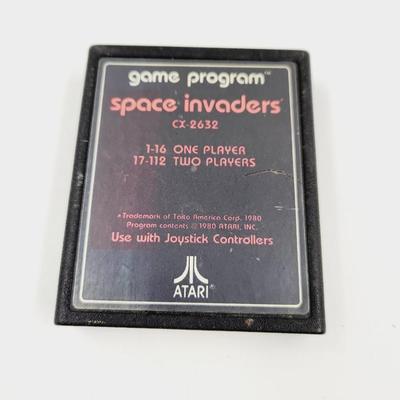 game program™
space invaders*
CX-2632
1-16 ONE PLAYER
17-112 TWO PLAYERS
*Trademark of Taito America Corp. 1980
Program contents © 1980 ATARI, INC.
Use with Joystick Controllers
ATARI®